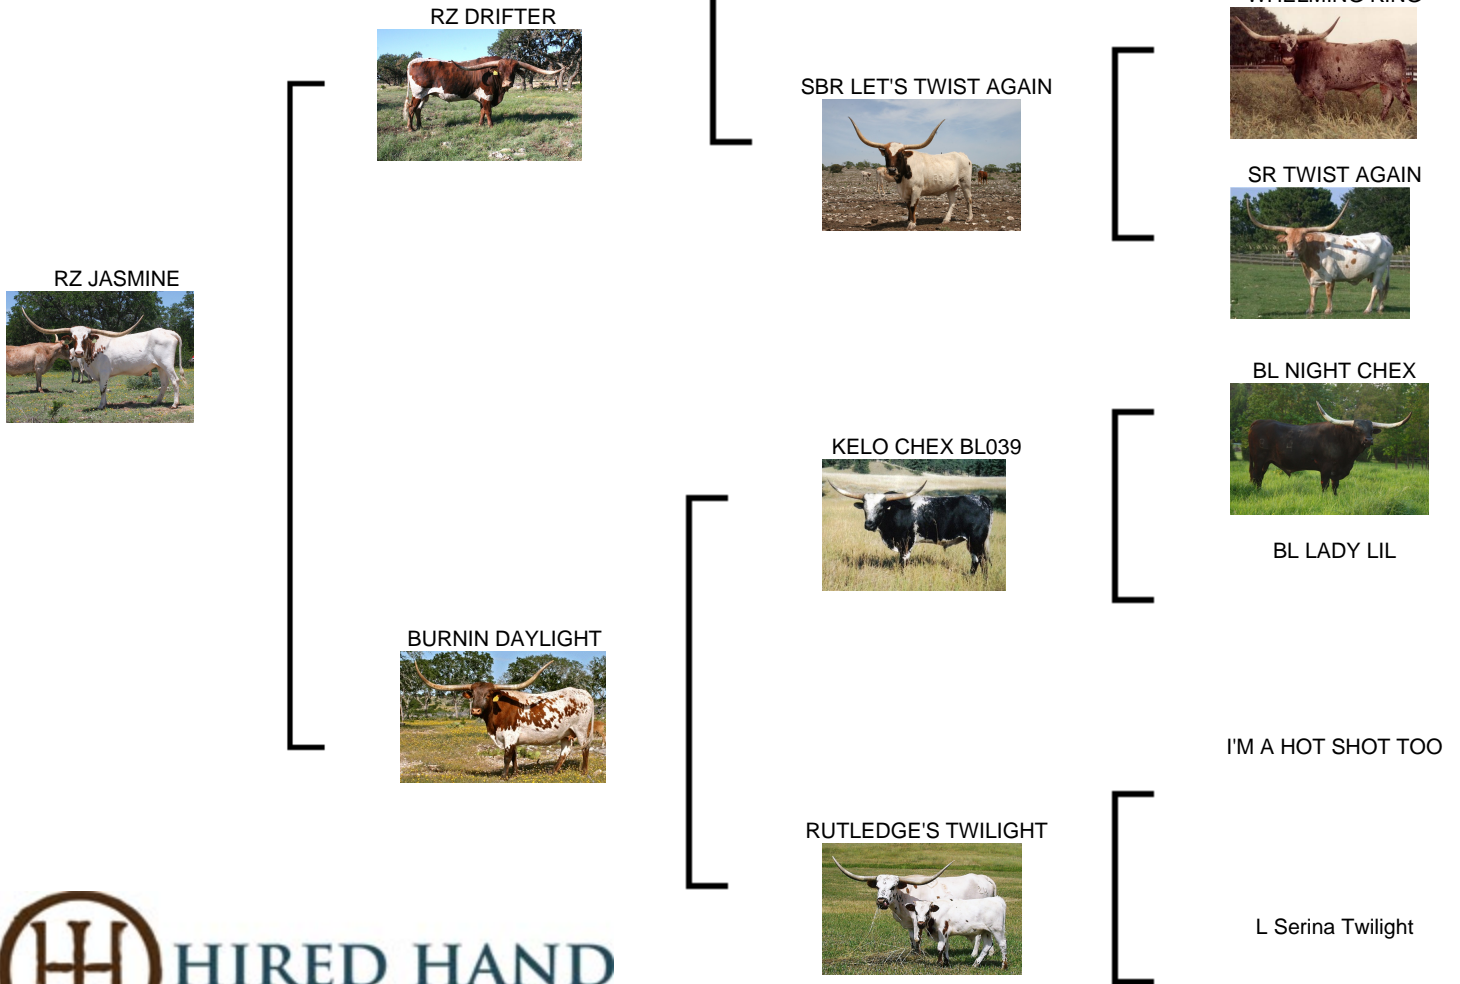 RZ DRIFTER
SBR LET'S TWIST AGAIN
SR TWIST AGAIN
RZ JASMINE
BL NIGHT CHEX
KELO CHEX BL039
BL LADY LIL
BURNIN DAYLIGHT
I'M A HOT SHOT TOO
RUTLEDGE'S TWILIGHT
L Serina Twilight
HIRED HAND